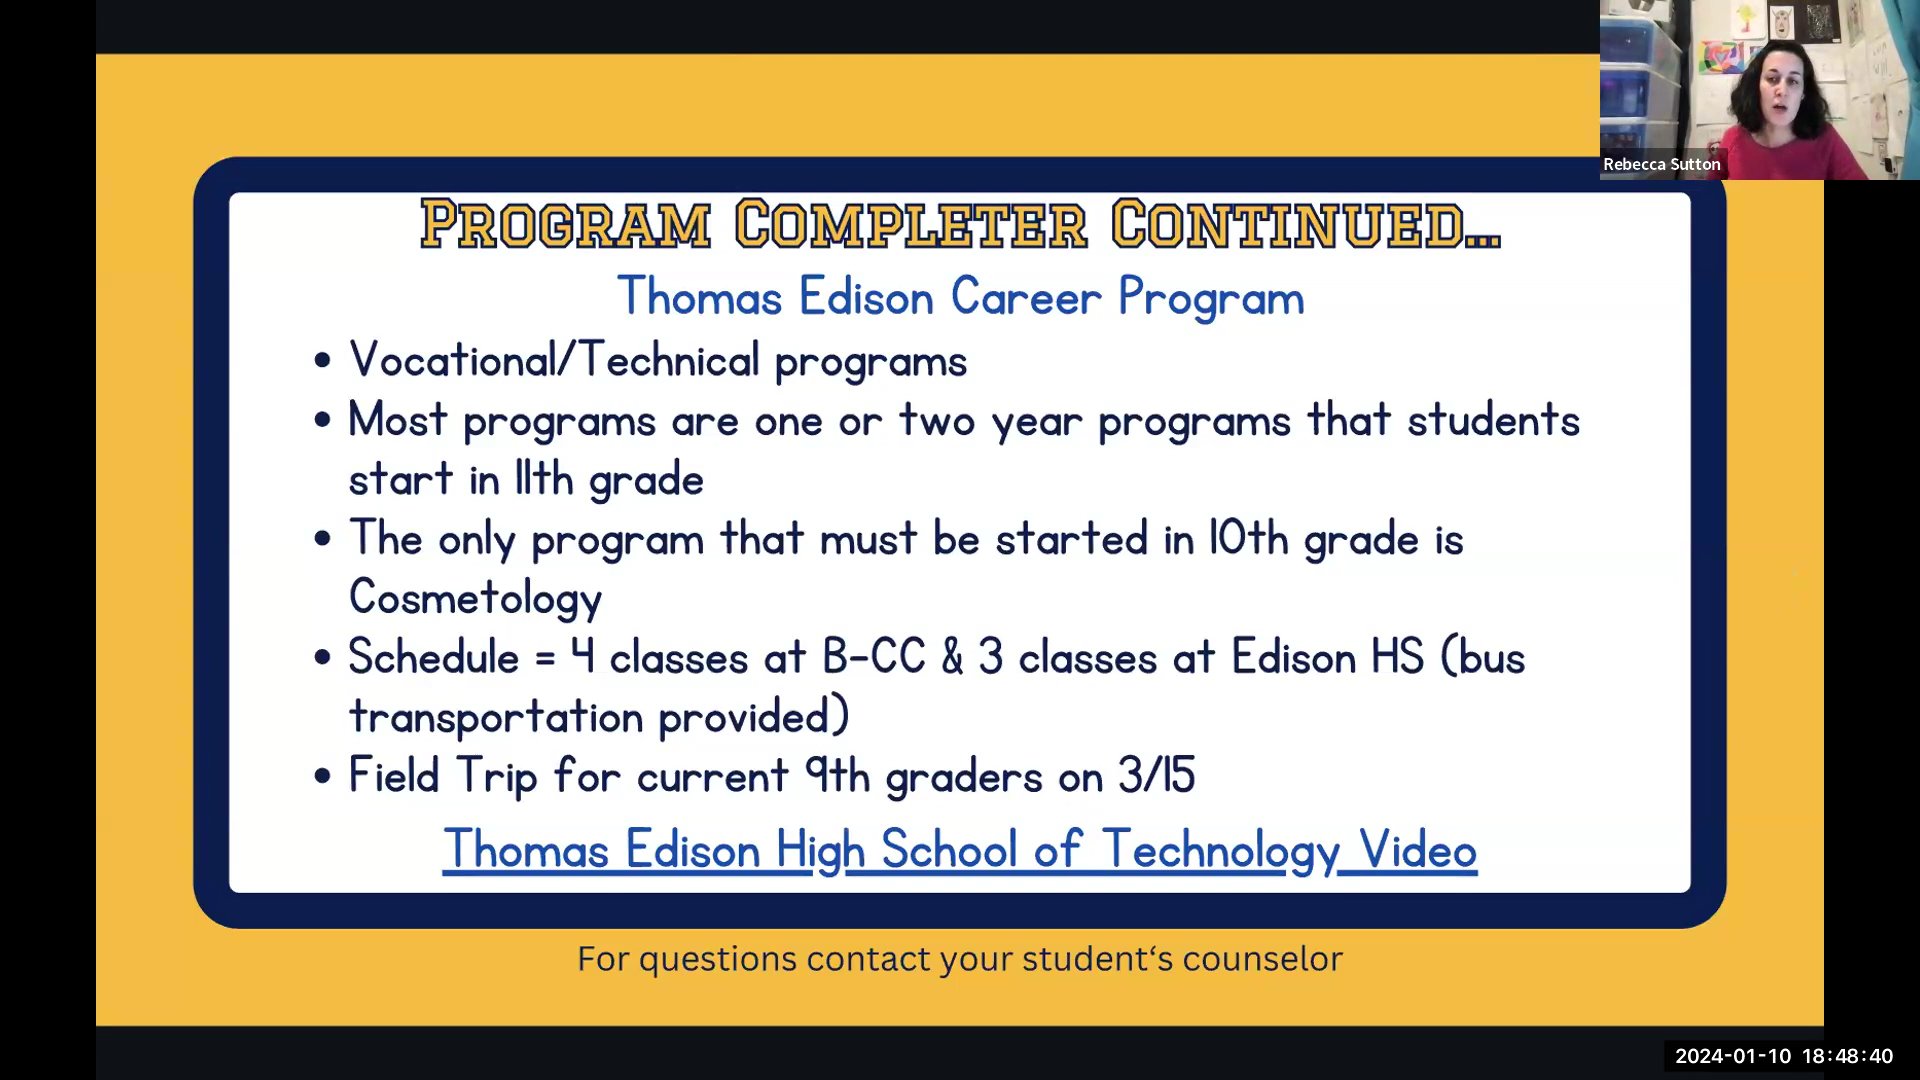 Rebecca Sutton
Program Completer Continued...
Thomas Edison Career Program
• Vocational/Technical programs
• Most programs are one or two year programs that students
start in 11th grade
• The only program that must be started in 10th grade is
Cosmetology
• Schedule = 4 classes at B-CC & 3 classes at Edison HS (bus
transportation provided)
• Field Trip for current 9th graders on 3/15
Thomas Edison High School of Technology Video
For questions contact your student‘s counselor
2024-01-10 18:48:40